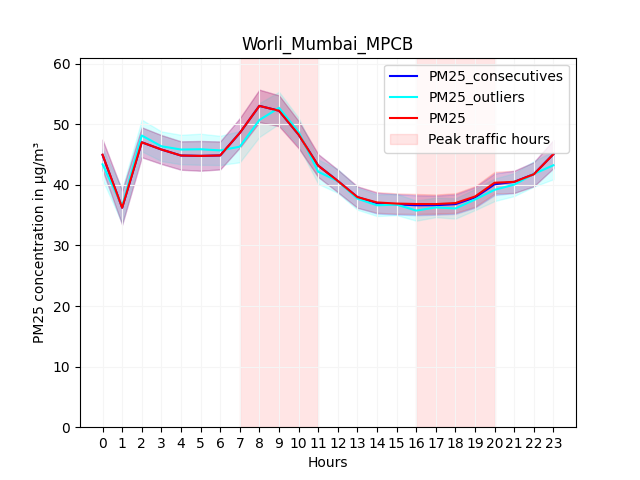 Worli_Mumbai_MPCB
PM25_consecutives
PM25_outliers
PM25
Peak traffic hours
PM25 concentration in µg/m³
60
50
40
30
20
10
0
0 1 2 3 4 5 6 7 8 9 10 11 12 13 14 15 16 17 18 19 20 21 22 23
Hours